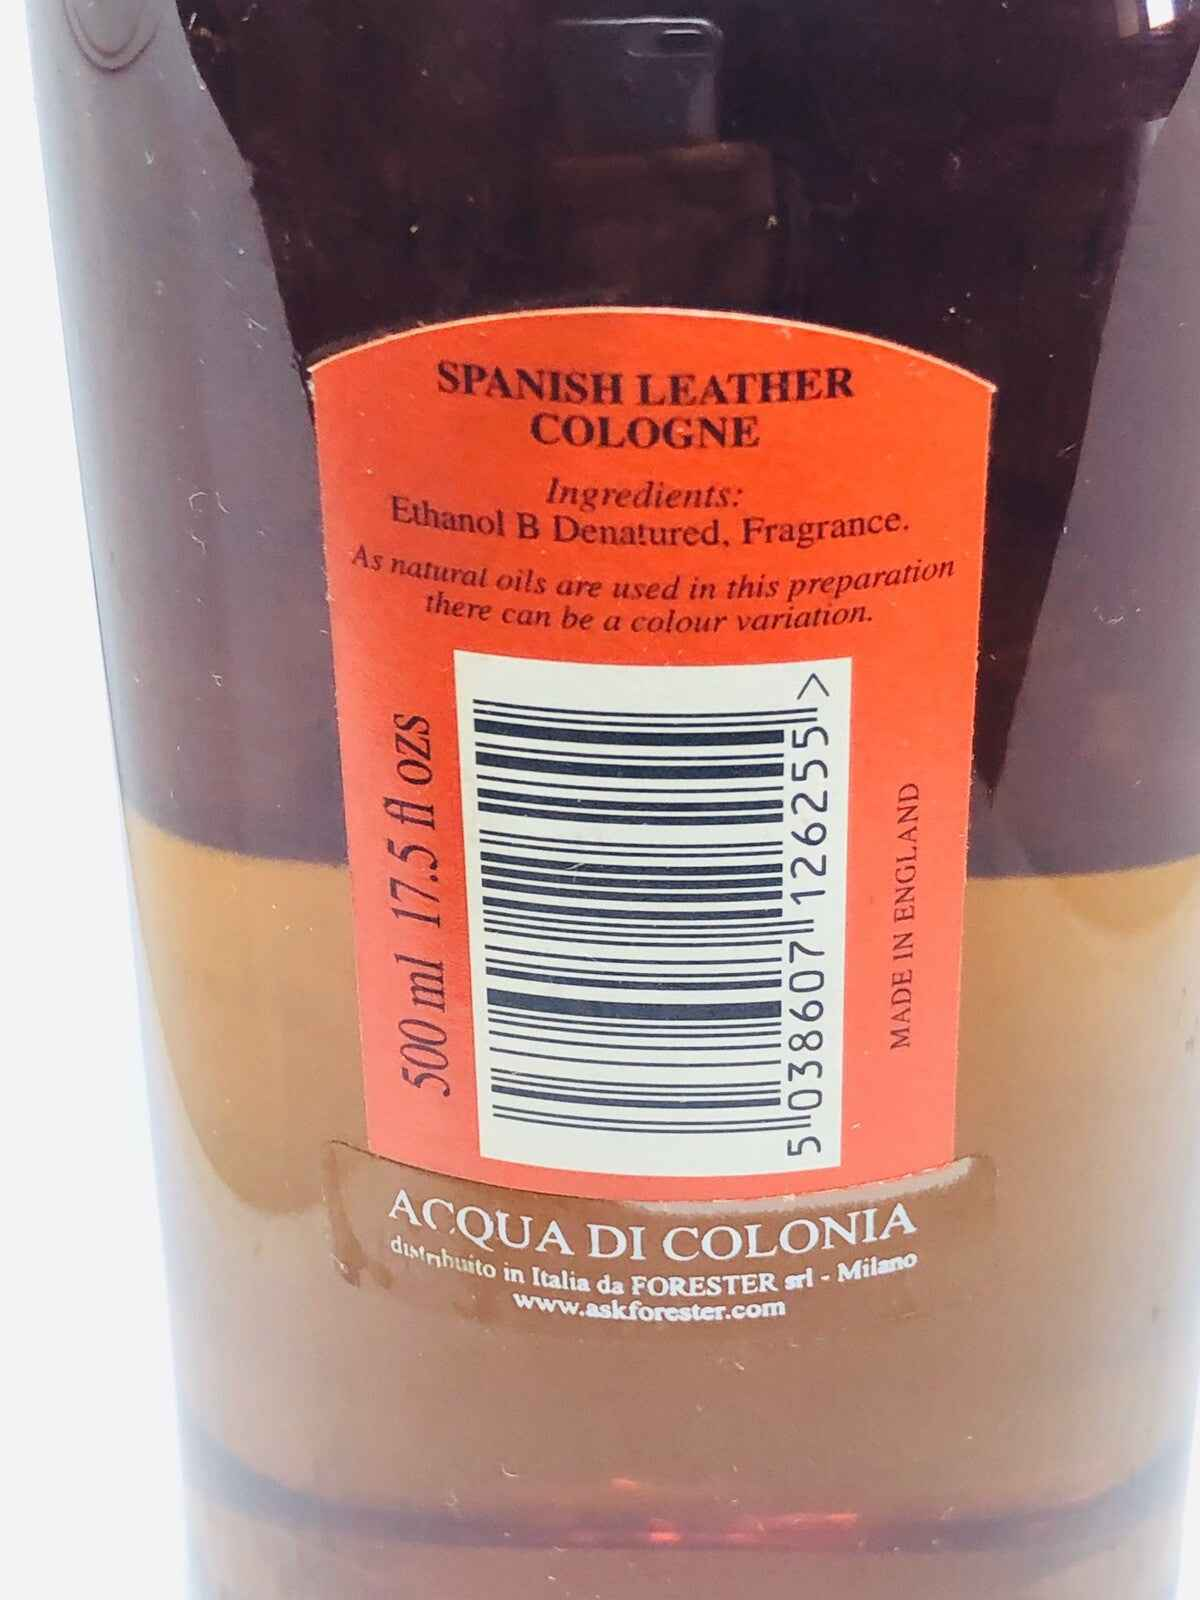 SPANISH LEATHER
COLOGNE
Ingredients:
Ethanol B Denatured, Fragrance.
As natural oils are used in this preparation
there can be a colour variation.
500 ml 17.5 fl ozs
5 038607 126255 >
MADE IN ENGLAND
ACQUA DI COLONIA
distribuito in Italia da FORESTER srl - Milano
www.askforester.com